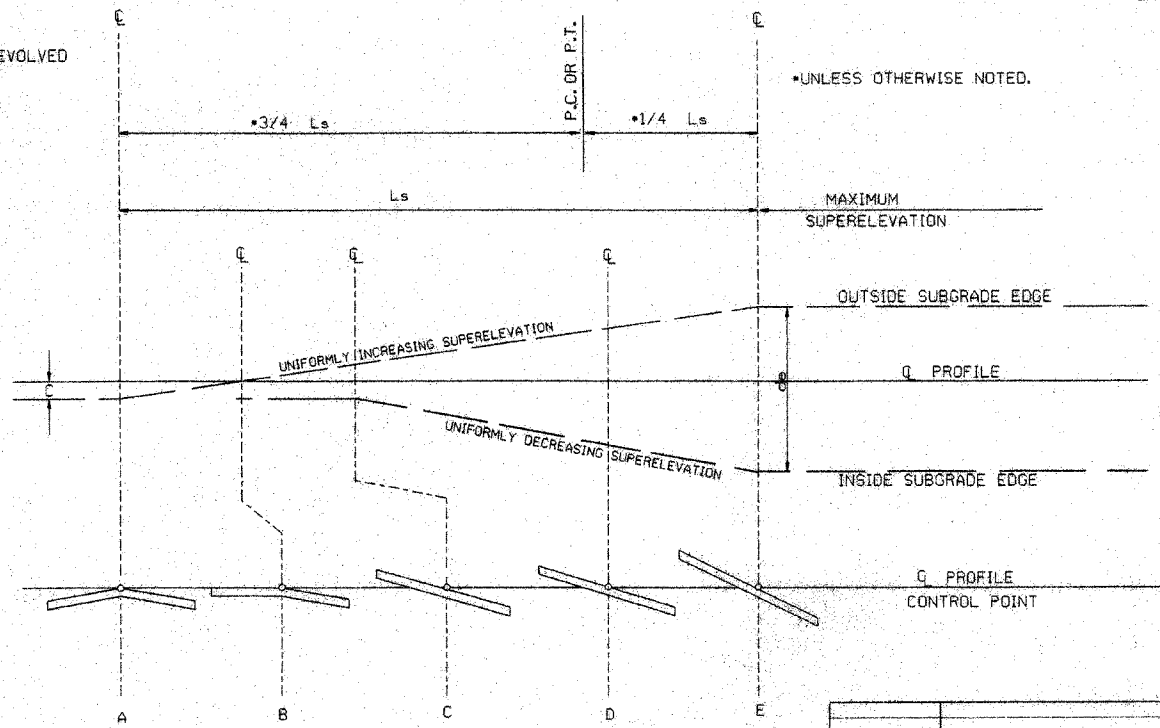 ℄
℄
EVOLVED
P.C. OR P.T.
*UNLESS OTHERWISE NOTED.
*3/4 Ls
*1/4 Ls
Ls
MAXIMUM
SUPERELEVATION
℄
℄
℄
OUTSIDE SUBGRADE EDGE
UNIFORMLY INCREASING SUPERELEVATION
C
℄ PROFILE
UNIFORMLY DECREASING SUPERELEVATION
INSIDE SUBGRADE EDGE
℄ PROFILE
CONTROL POINT
A
B
C
D
E